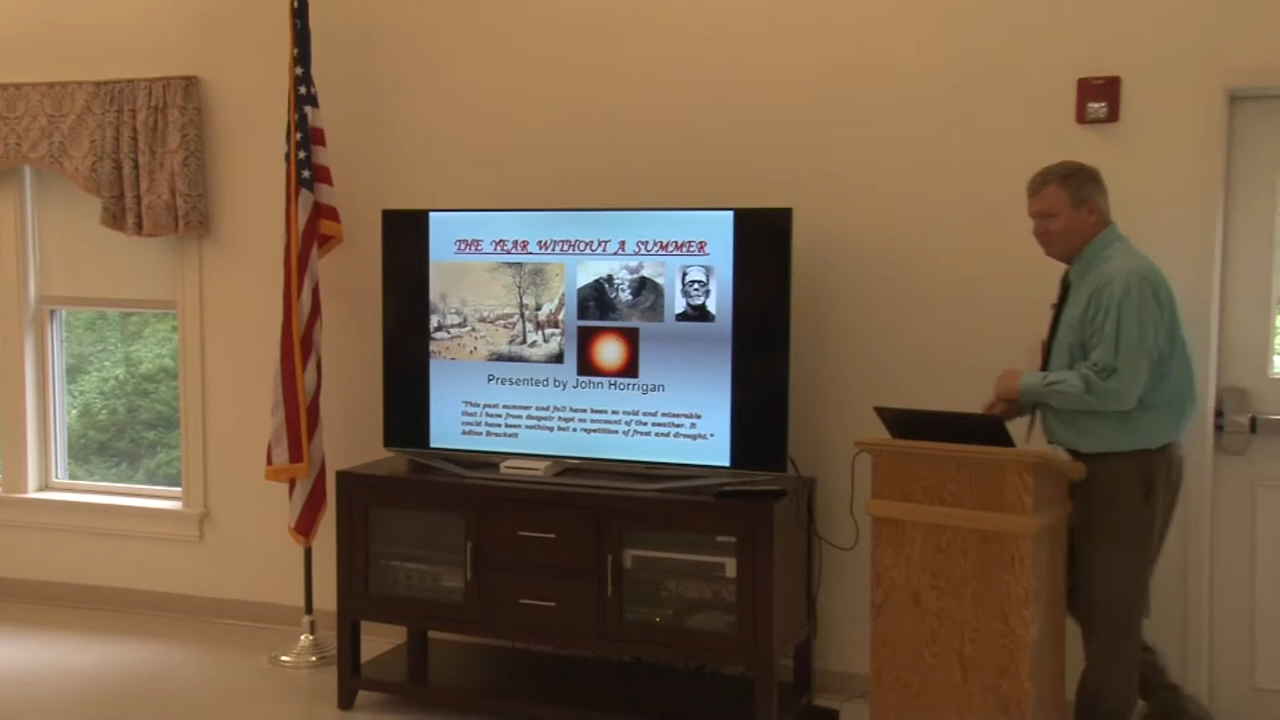 THE YEAR WITHOUT A SUMMER
Presented by John Horrigan
"This past summer and fall have been so cold and miserable
that I have from despair kept no account of the weather. It
could have been nothing but a repetition of frost and drought."
Adino Brackett